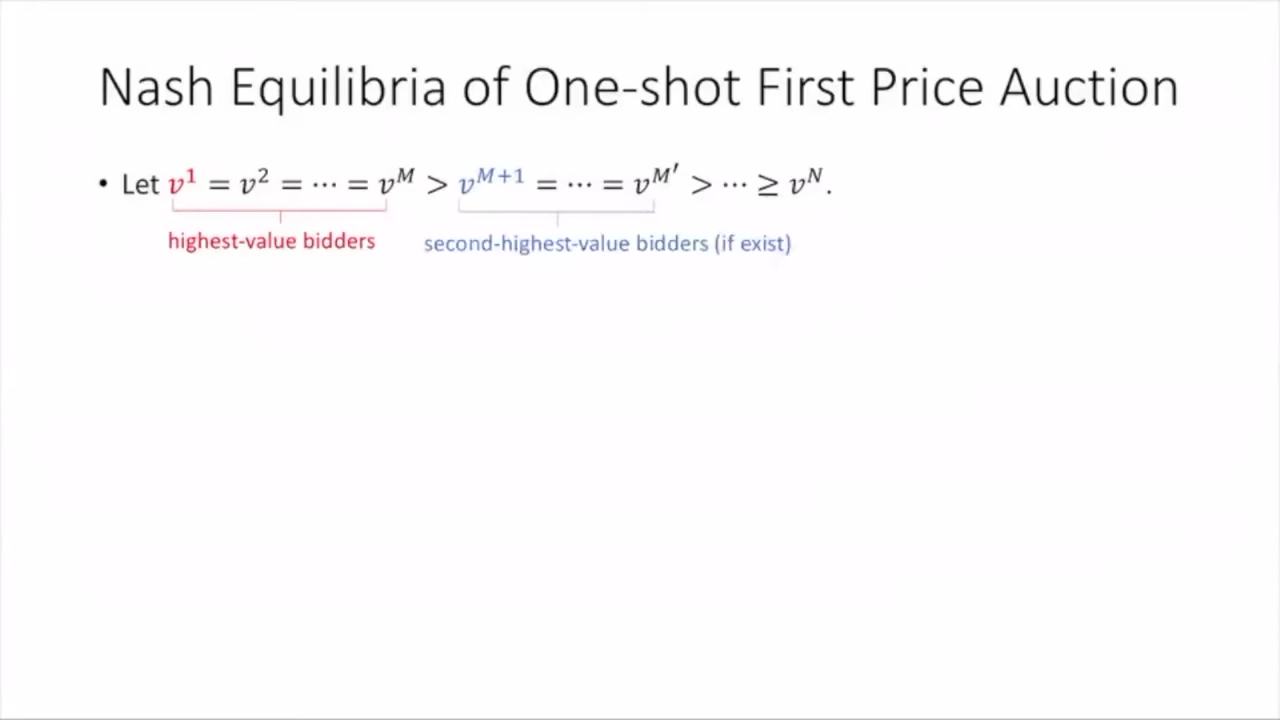 Nash Equilibria of One-shot First Price Auction
• Let v¹ = v² = ⋯ = vᴹ > vᴹ⁺¹ = ⋯ = vᴹ′ > ⋯ ≥ vᴺ.
highest-value bidders
second-highest-value bidders (if exist)